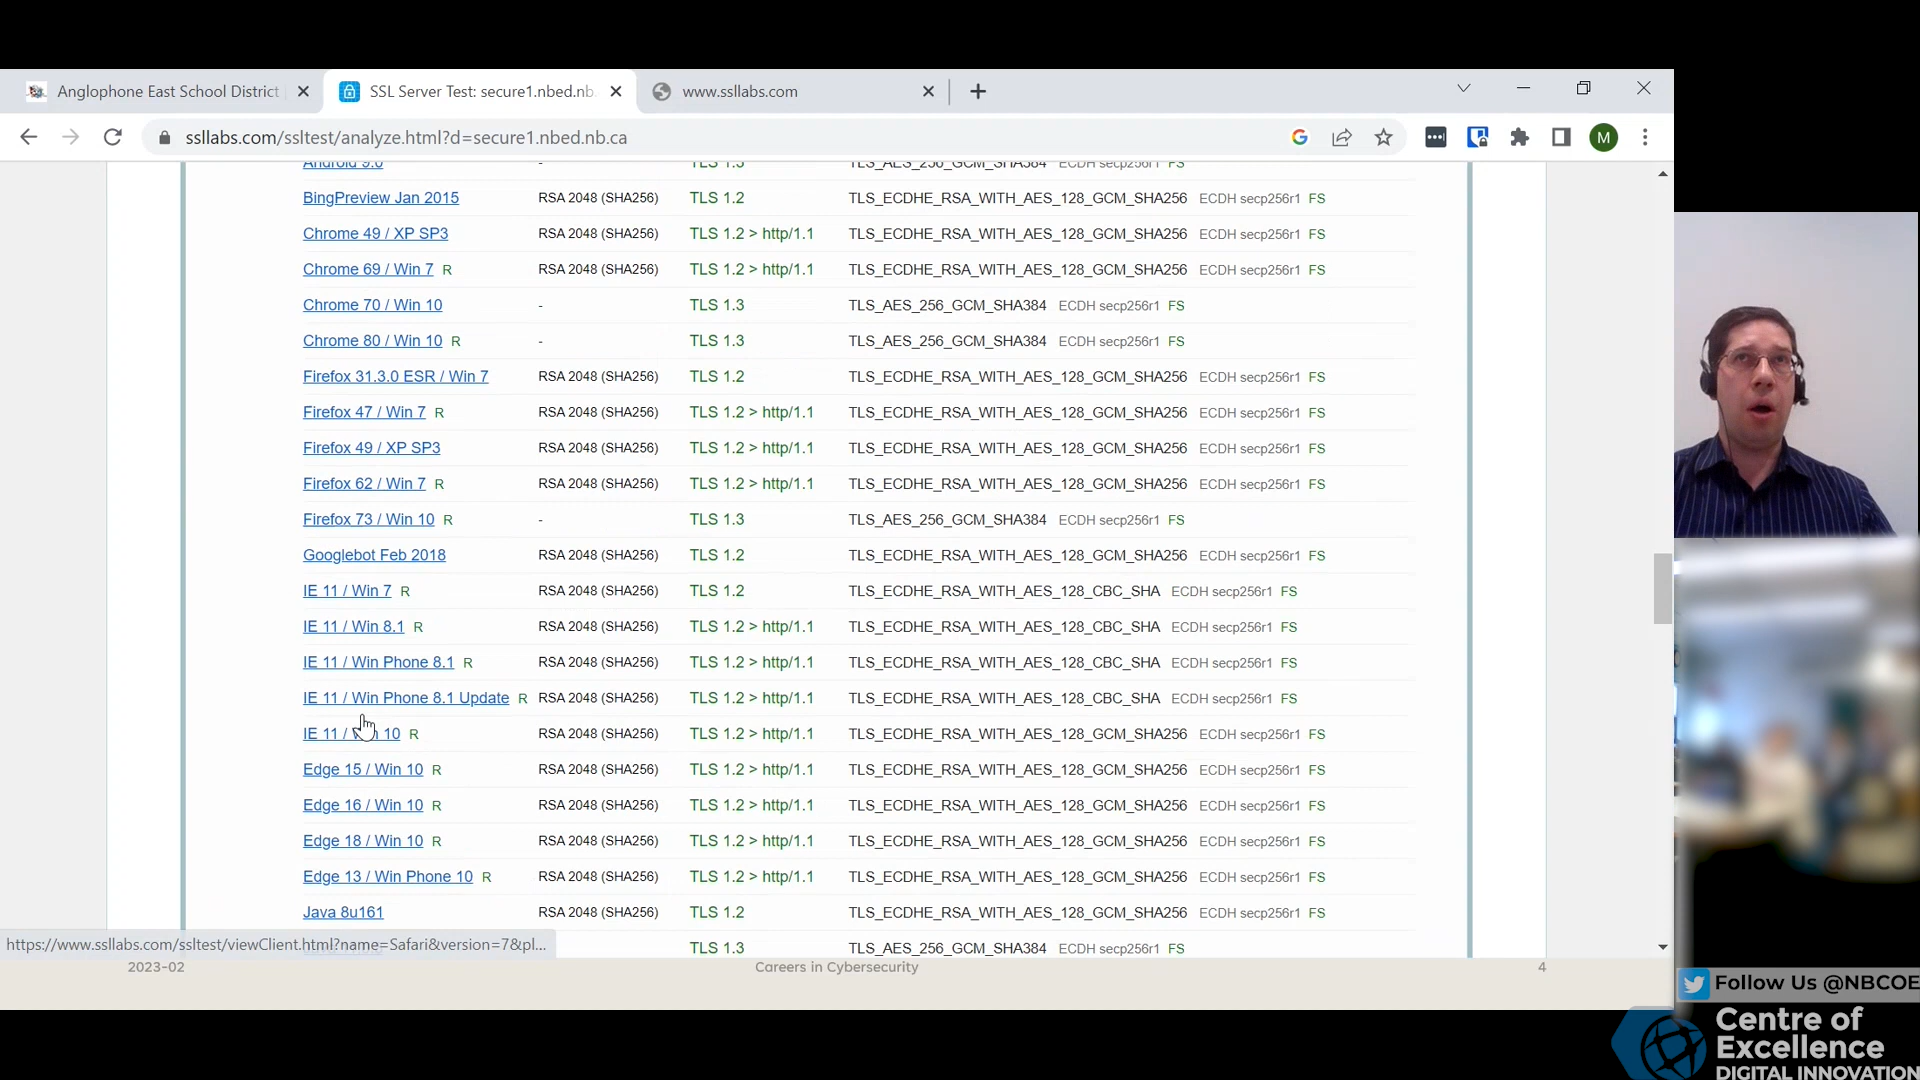 Anglophone East School District
SSL Server Test: secure1.nbed.nb.
www.ssllabs.com
ssllabs.com/ssltest/analyze.html?d=secure1.nbed.nb.ca
M
Android 9.0 - TLS 1.3 TLS_AES_256_GCM_SHA384 ECDH secp256r1 FS
BingPreview Jan 2015 RSA 2048 (SHA256) TLS 1.2 TLS_ECDHE_RSA_WITH_AES_128_GCM_SHA256 ECDH secp256r1 FS
Chrome 49 / XP SP3 RSA 2048 (SHA256) TLS 1.2 > http/1.1 TLS_ECDHE_RSA_WITH_AES_128_GCM_SHA256 ECDH secp256r1 FS
Chrome 69 / Win 7 R RSA 2048 (SHA256) TLS 1.2 > http/1.1 TLS_ECDHE_RSA_WITH_AES_128_GCM_SHA256 ECDH secp256r1 FS
Chrome 70 / Win 10 - TLS 1.3 TLS_AES_256_GCM_SHA384 ECDH secp256r1 FS
Chrome 80 / Win 10 R - TLS 1.3 TLS_AES_256_GCM_SHA384 ECDH secp256r1 FS
Firefox 31.3.0 ESR / Win 7 RSA 2048 (SHA256) TLS 1.2 TLS_ECDHE_RSA_WITH_AES_128_GCM_SHA256 ECDH secp256r1 FS
Firefox 47 / Win 7 R RSA 2048 (SHA256) TLS 1.2 > http/1.1 TLS_ECDHE_RSA_WITH_AES_128_GCM_SHA256 ECDH secp256r1 FS
Firefox 49 / XP SP3 RSA 2048 (SHA256) TLS 1.2 > http/1.1 TLS_ECDHE_RSA_WITH_AES_128_GCM_SHA256 ECDH secp256r1 FS
Firefox 62 / Win 7 R RSA 2048 (SHA256) TLS 1.2 > http/1.1 TLS_ECDHE_RSA_WITH_AES_128_GCM_SHA256 ECDH secp256r1 FS
Firefox 73 / Win 10 R - TLS 1.3 TLS_AES_256_GCM_SHA384 ECDH secp256r1 FS
Googlebot Feb 2018 RSA 2048 (SHA256) TLS 1.2 TLS_ECDHE_RSA_WITH_AES_128_GCM_SHA256 ECDH secp256r1 FS
IE 11 / Win 7 R RSA 2048 (SHA256) TLS 1.2 TLS_ECDHE_RSA_WITH_AES_128_CBC_SHA ECDH secp256r1 FS
IE 11 / Win 8.1 R RSA 2048 (SHA256) TLS 1.2 > http/1.1 TLS_ECDHE_RSA_WITH_AES_128_CBC_SHA ECDH secp256r1 FS
IE 11 / Win Phone 8.1 R RSA 2048 (SHA256) TLS 1.2 > http/1.1 TLS_ECDHE_RSA_WITH_AES_128_CBC_SHA ECDH secp256r1 FS
IE 11 / Win Phone 8.1 Update R RSA 2048 (SHA256) TLS 1.2 > http/1.1 TLS_ECDHE_RSA_WITH_AES_128_CBC_SHA ECDH secp256r1 FS
IE 11 / Win 10 R RSA 2048 (SHA256) TLS 1.2 > http/1.1 TLS_ECDHE_RSA_WITH_AES_128_GCM_SHA256 ECDH secp256r1 FS
Edge 15 / Win 10 R RSA 2048 (SHA256) TLS 1.2 > http/1.1 TLS_ECDHE_RSA_WITH_AES_128_GCM_SHA256 ECDH secp256r1 FS
Edge 16 / Win 10 R RSA 2048 (SHA256) TLS 1.2 > http/1.1 TLS_ECDHE_RSA_WITH_AES_128_GCM_SHA256 ECDH secp256r1 FS
Edge 18 / Win 10 R RSA 2048 (SHA256) TLS 1.2 > http/1.1 TLS_ECDHE_RSA_WITH_AES_128_GCM_SHA256 ECDH secp256r1 FS
Edge 13 / Win Phone 10 R RSA 2048 (SHA256) TLS 1.2 > http/1.1 TLS_ECDHE_RSA_WITH_AES_128_GCM_SHA256 ECDH secp256r1 FS
Java 8u161 RSA 2048 (SHA256) TLS 1.2 TLS_ECDHE_RSA_WITH_AES_128_GCM_SHA256 ECDH secp256r1 FS
TLS 1.3 TLS_AES_256_GCM_SHA384 ECDH secp256r1 FS
https://www.ssllabs.com/ssltest/viewClient.html?name=Safari&version=7&pl...
2023-02 Careers in Cybersecurity 4
Follow Us @NBCOE
Centre of
Excellence
DIGITAL INNOVATION